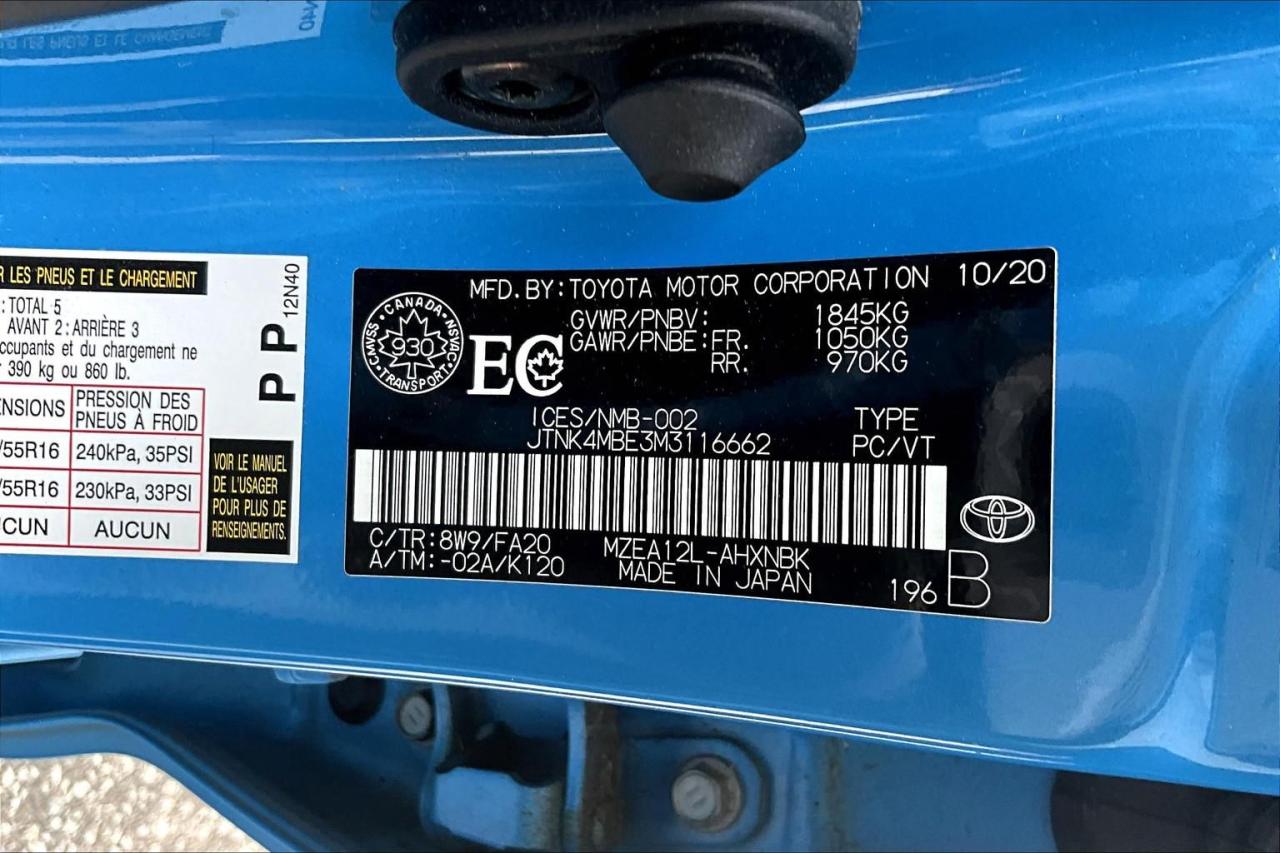 R LES PNEUS ET LE CHARGEMENT
: TOTAL 5
AVANT 2 : ARRIÈRE 3
ccupants et du chargement ne
390 kg ou 860 lb.
ENSIONS PRESSION DES PNEUS À FROID
/55R16 240kPa, 35PSI
/55R16 230kPa, 33PSI
CUN AUCUN
12N40
P P
VOIR LE MANUEL
DE L'USAGER
POUR PLUS DE
RENSEIGNEMENTS.
MFD.BY:TOYOTA MOTOR CORPORATION 10/20
CANADA
CMVSS NSVAC
930
TRANSPORT
EC
GVWR/PNBV: 1845KG
GAWR/PNBE:FR. 1050KG
RR. 970KG
ICES/NMB-002 TYPE
JTNK4MBE3M3116662 PC/VT
C/TR:8W9/FA20 MZEA12L-AHXNBK
A/TM:-02A/K120 MADE IN JAPAN
196 B